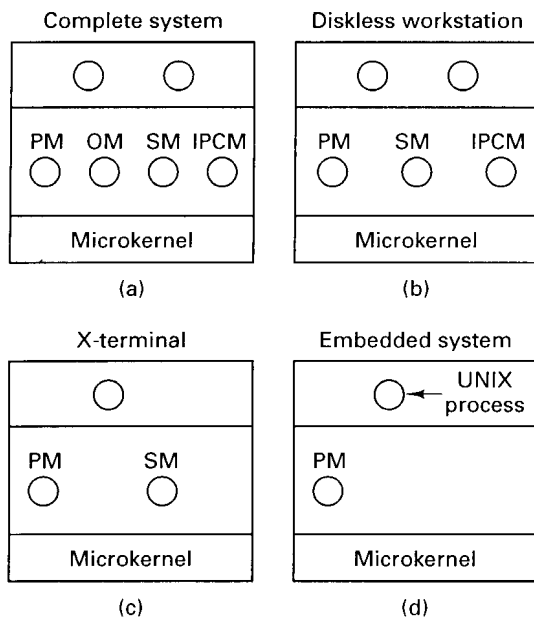 Complete system
PM OM SM IPCM
Microkernel
(a)
Diskless workstation
PM SM IPCM
Microkernel
(b)
X-terminal
PM SM
Microkernel
(c)
Embedded system
UNIX
process
PM
Microkernel
(d)